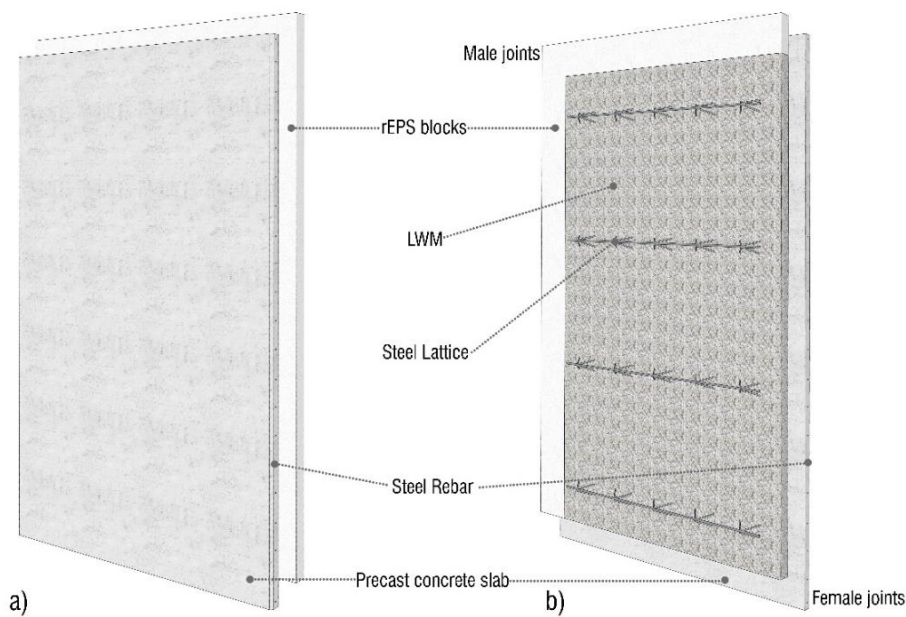 Male joints
rEPS blocks
LWM
Steel Lattice
Steel Rebar
Precast concrete slab
a)
b)
Female joints